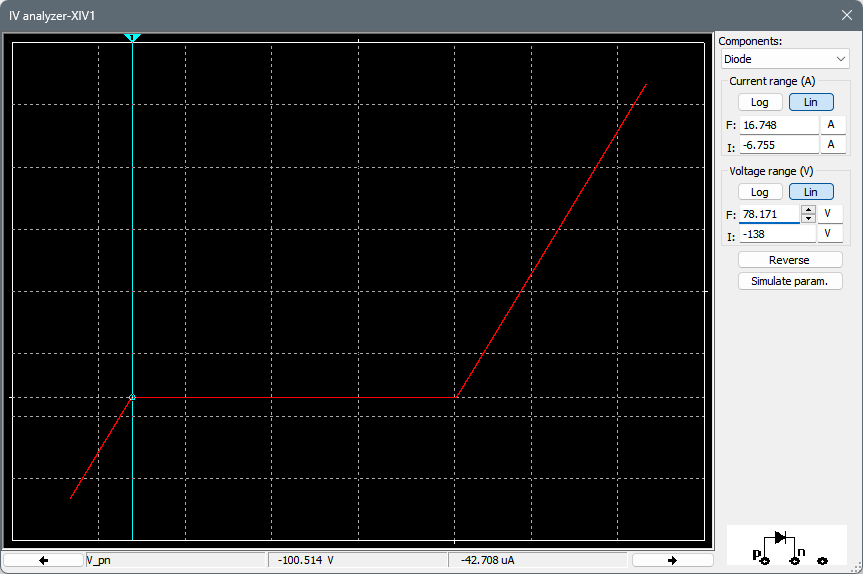 IV analyzer-XIV1
1
Components:
Diode
Current range (A)
Log Lin
F: 16.748 A
I: -6.755 A
Voltage range (V)
Log Lin
F: 78.171 V
I: -138 V
Reverse
Simulate param.
p n
V_pn -100.514 V -42.708 uA